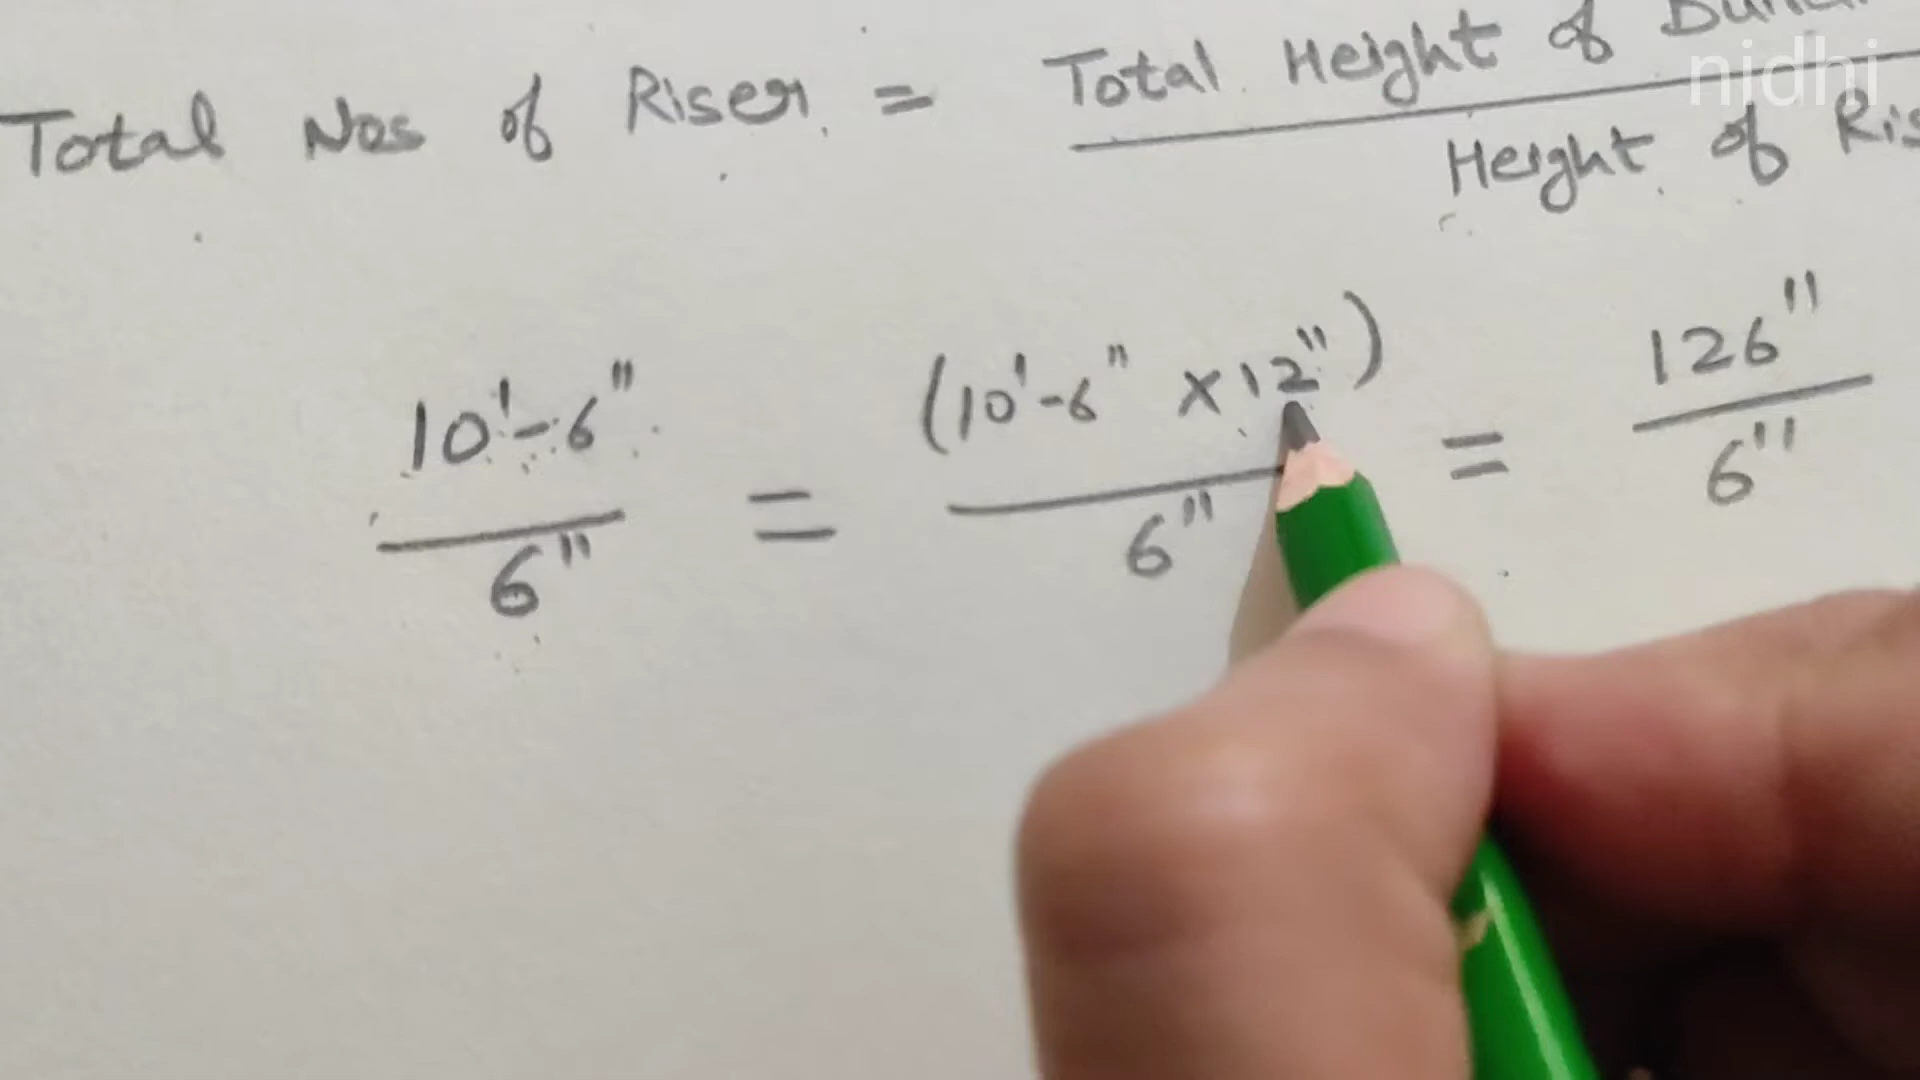 Total Nos of Riser = Total Height of
Height of
10'-6" / 6" = (10'-6" x 12") / 6" = 126" / 6"
nidhi